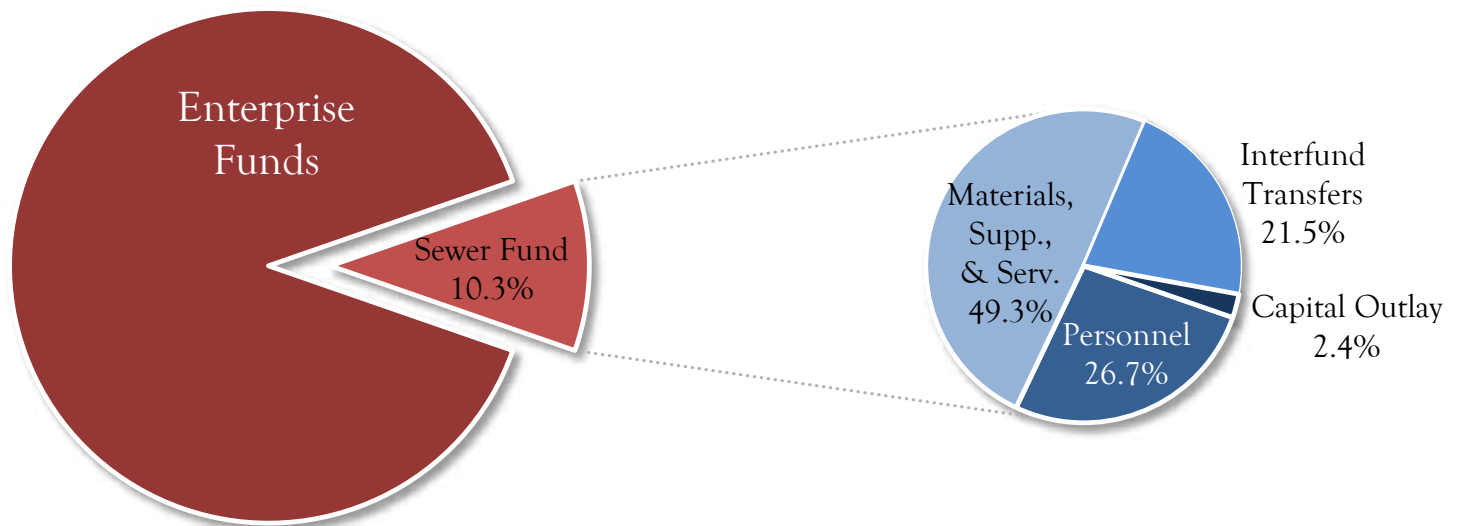 Enterprise
Funds
Sewer Fund
10.3%
Materials,
Supp.,
& Serv.
49.3%
Interfund
Transfers
21.5%
Capital Outlay
2.4%
Personnel
26.7%